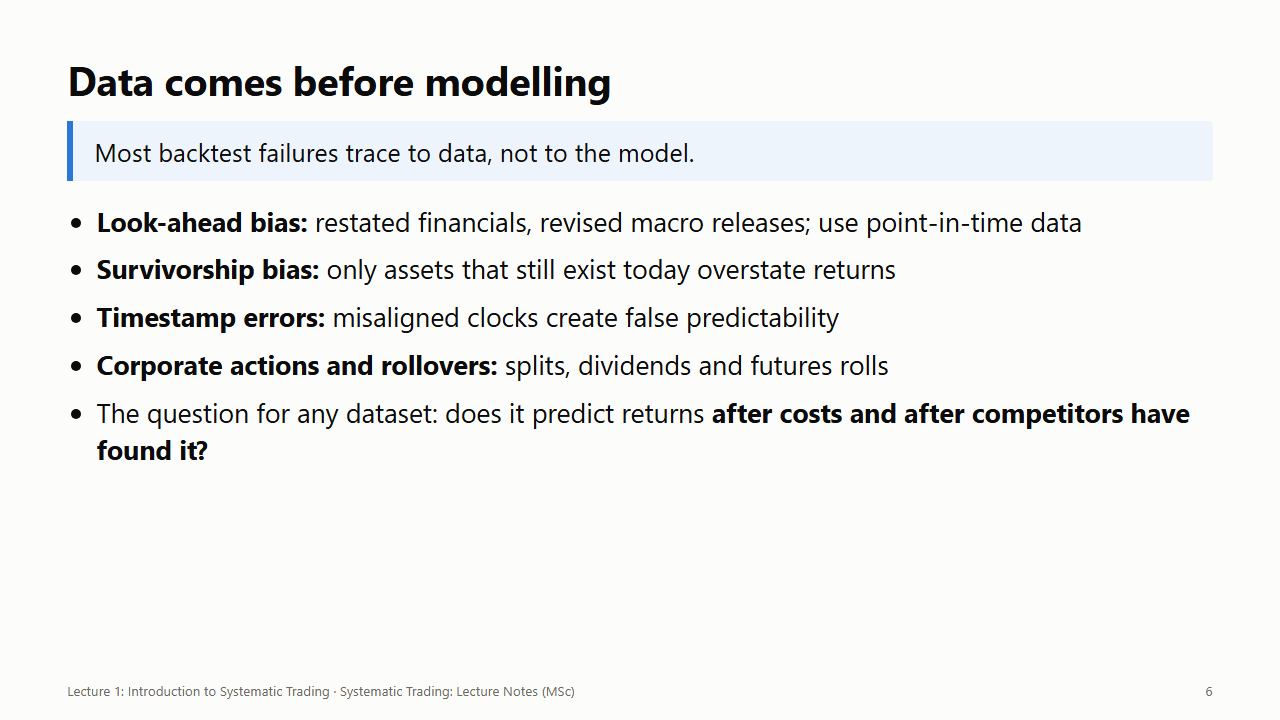 Data comes before modelling
Most backtest failures trace to data, not to the model.
• Look-ahead bias: restated financials, revised macro releases; use point-in-time data
• Survivorship bias: only assets that still exist today overstate returns
• Timestamp errors: misaligned clocks create false predictability
• Corporate actions and rollovers: splits, dividends and futures rolls
• The question for any dataset: does it predict returns after costs and after competitors have
found it?
Lecture 1: Introduction to Systematic Trading · Systematic Trading: Lecture Notes (MSc)
6